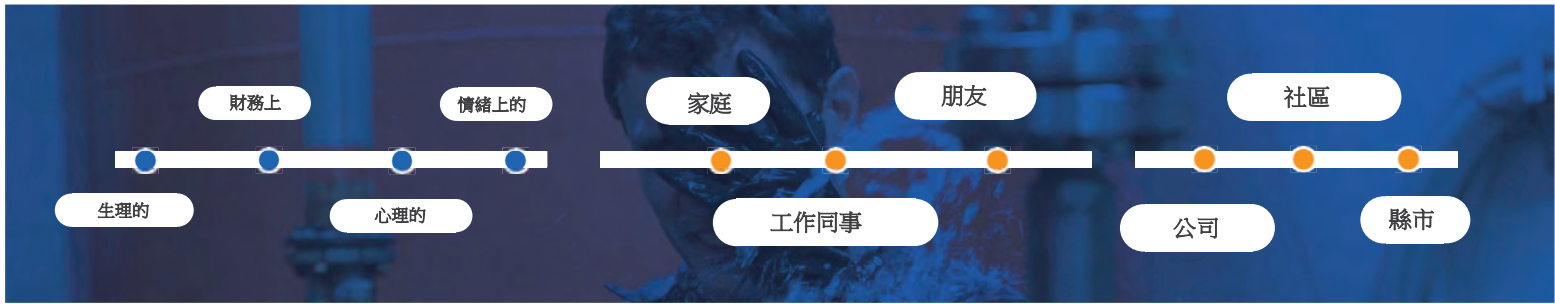 生理的
財務上
心理的
情緒上的
家庭
工作同事
朋友
公司
社區
縣市